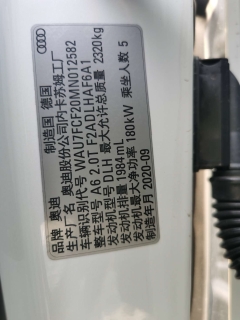 制造国 德国
品牌 奥迪
生产厂名 奥迪股份公司内卡苏姆工厂
车辆识别代号 WAU7FCF20MN012582
整车型号 A6 2.0T F2ADLHAF6A1
发动机型号 DLH 最大允许总质量 2320kg
发动机排量 1984mL
发动机最大净功率 180kW 乘坐人数 5
制造年月 2020-09